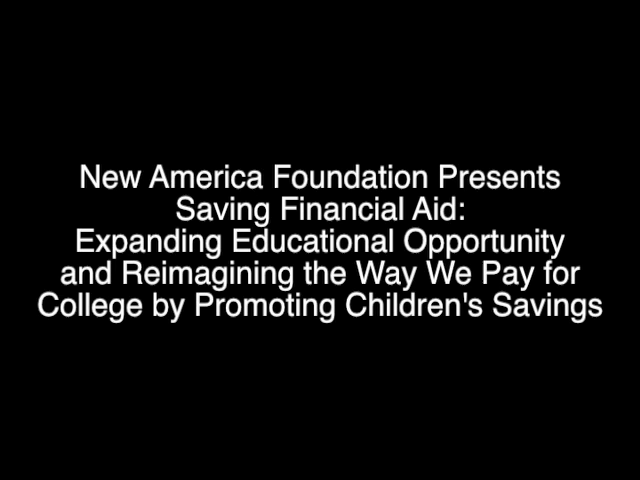 New America Foundation Presents
Saving Financial Aid:
Expanding Educational Opportunity
and Reimagining the Way We Pay for
College by Promoting Children's Savings